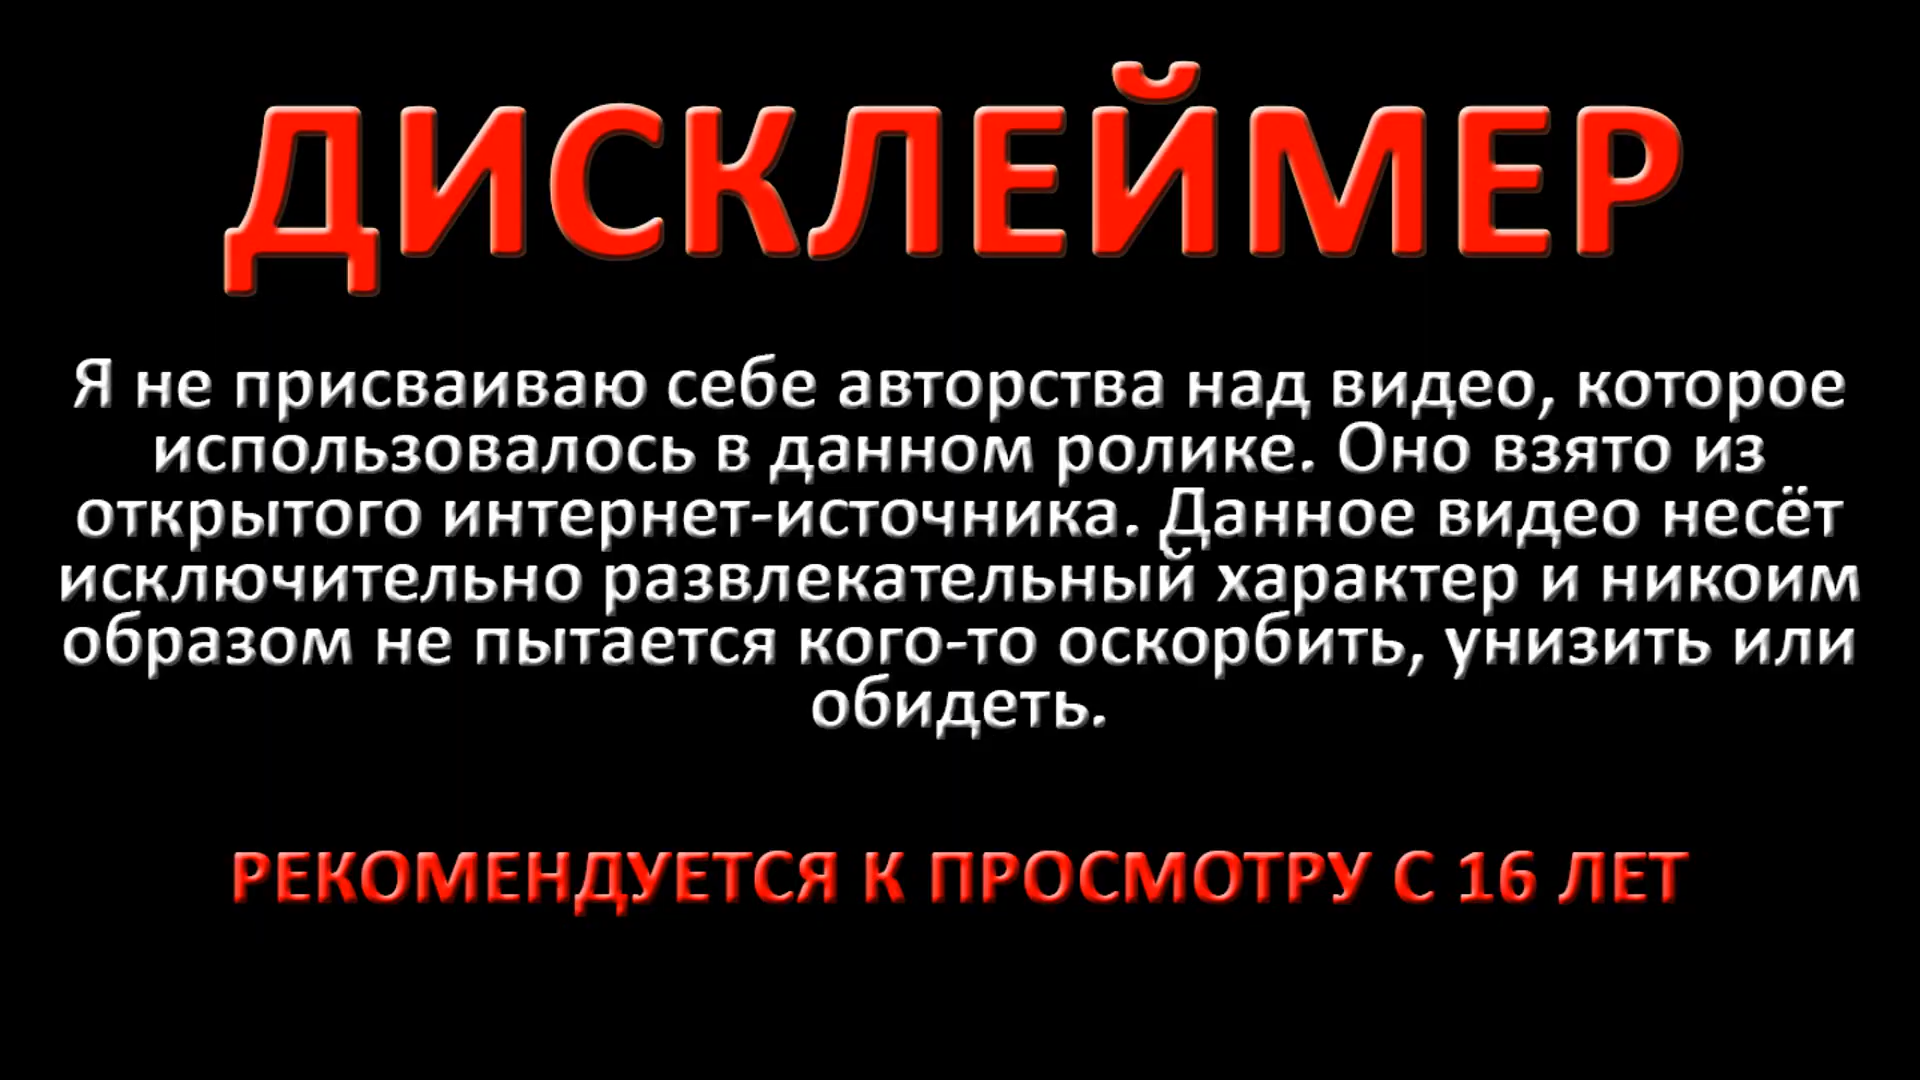 ДИСКЛЕЙМЕР
Я не присваиваю себе авторства над видео, которое
использовалось в данном ролике. Оно взято из
открытого интернет-источника. Данное видео несёт
исключительно развлекательный характер и никоим
образом не пытается кого-то оскорбить, унизить или
обидеть.
РЕКОМЕНДУЕТСЯ К ПРОСМОТРУ С 16 ЛЕТ